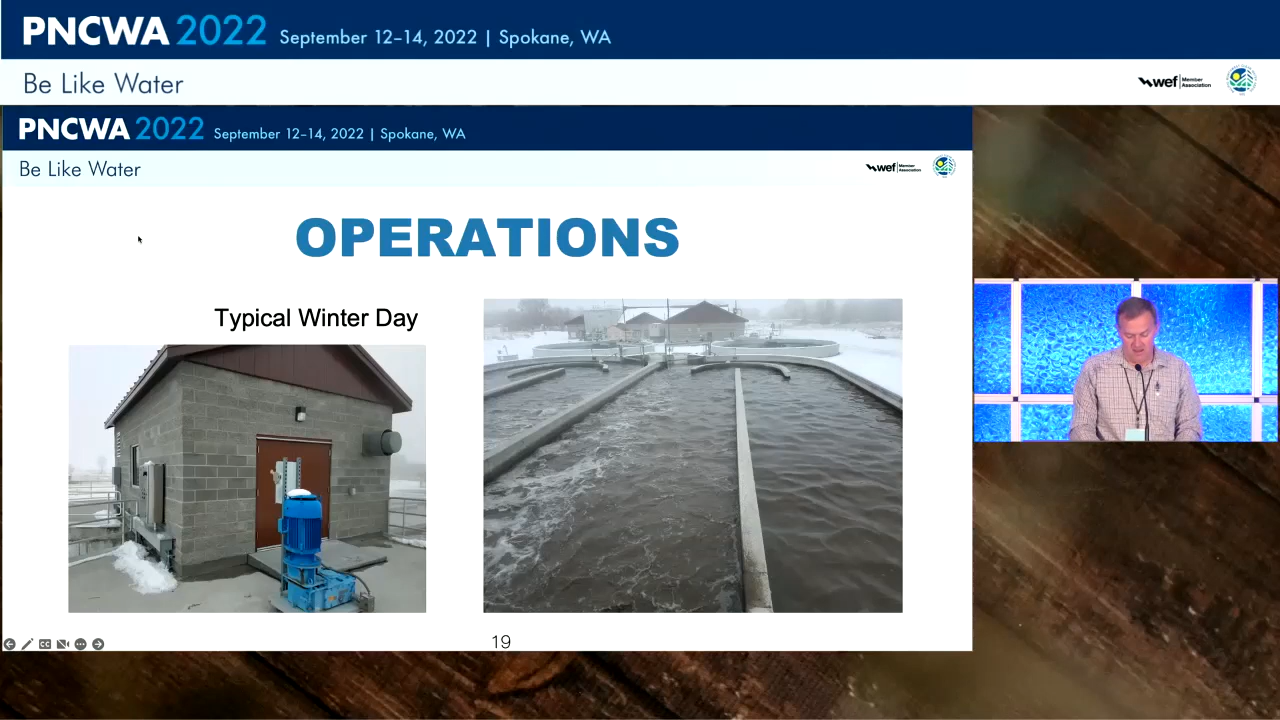 PNCWA 2022 September 12–14, 2022 | Spokane, WA
Be Like Water
wef Member Association
PNCWA 2022 September 12–14, 2022 | Spokane, WA
Be Like Water
wef Member Association
OPERATIONS
Typical Winter Day
CC
19